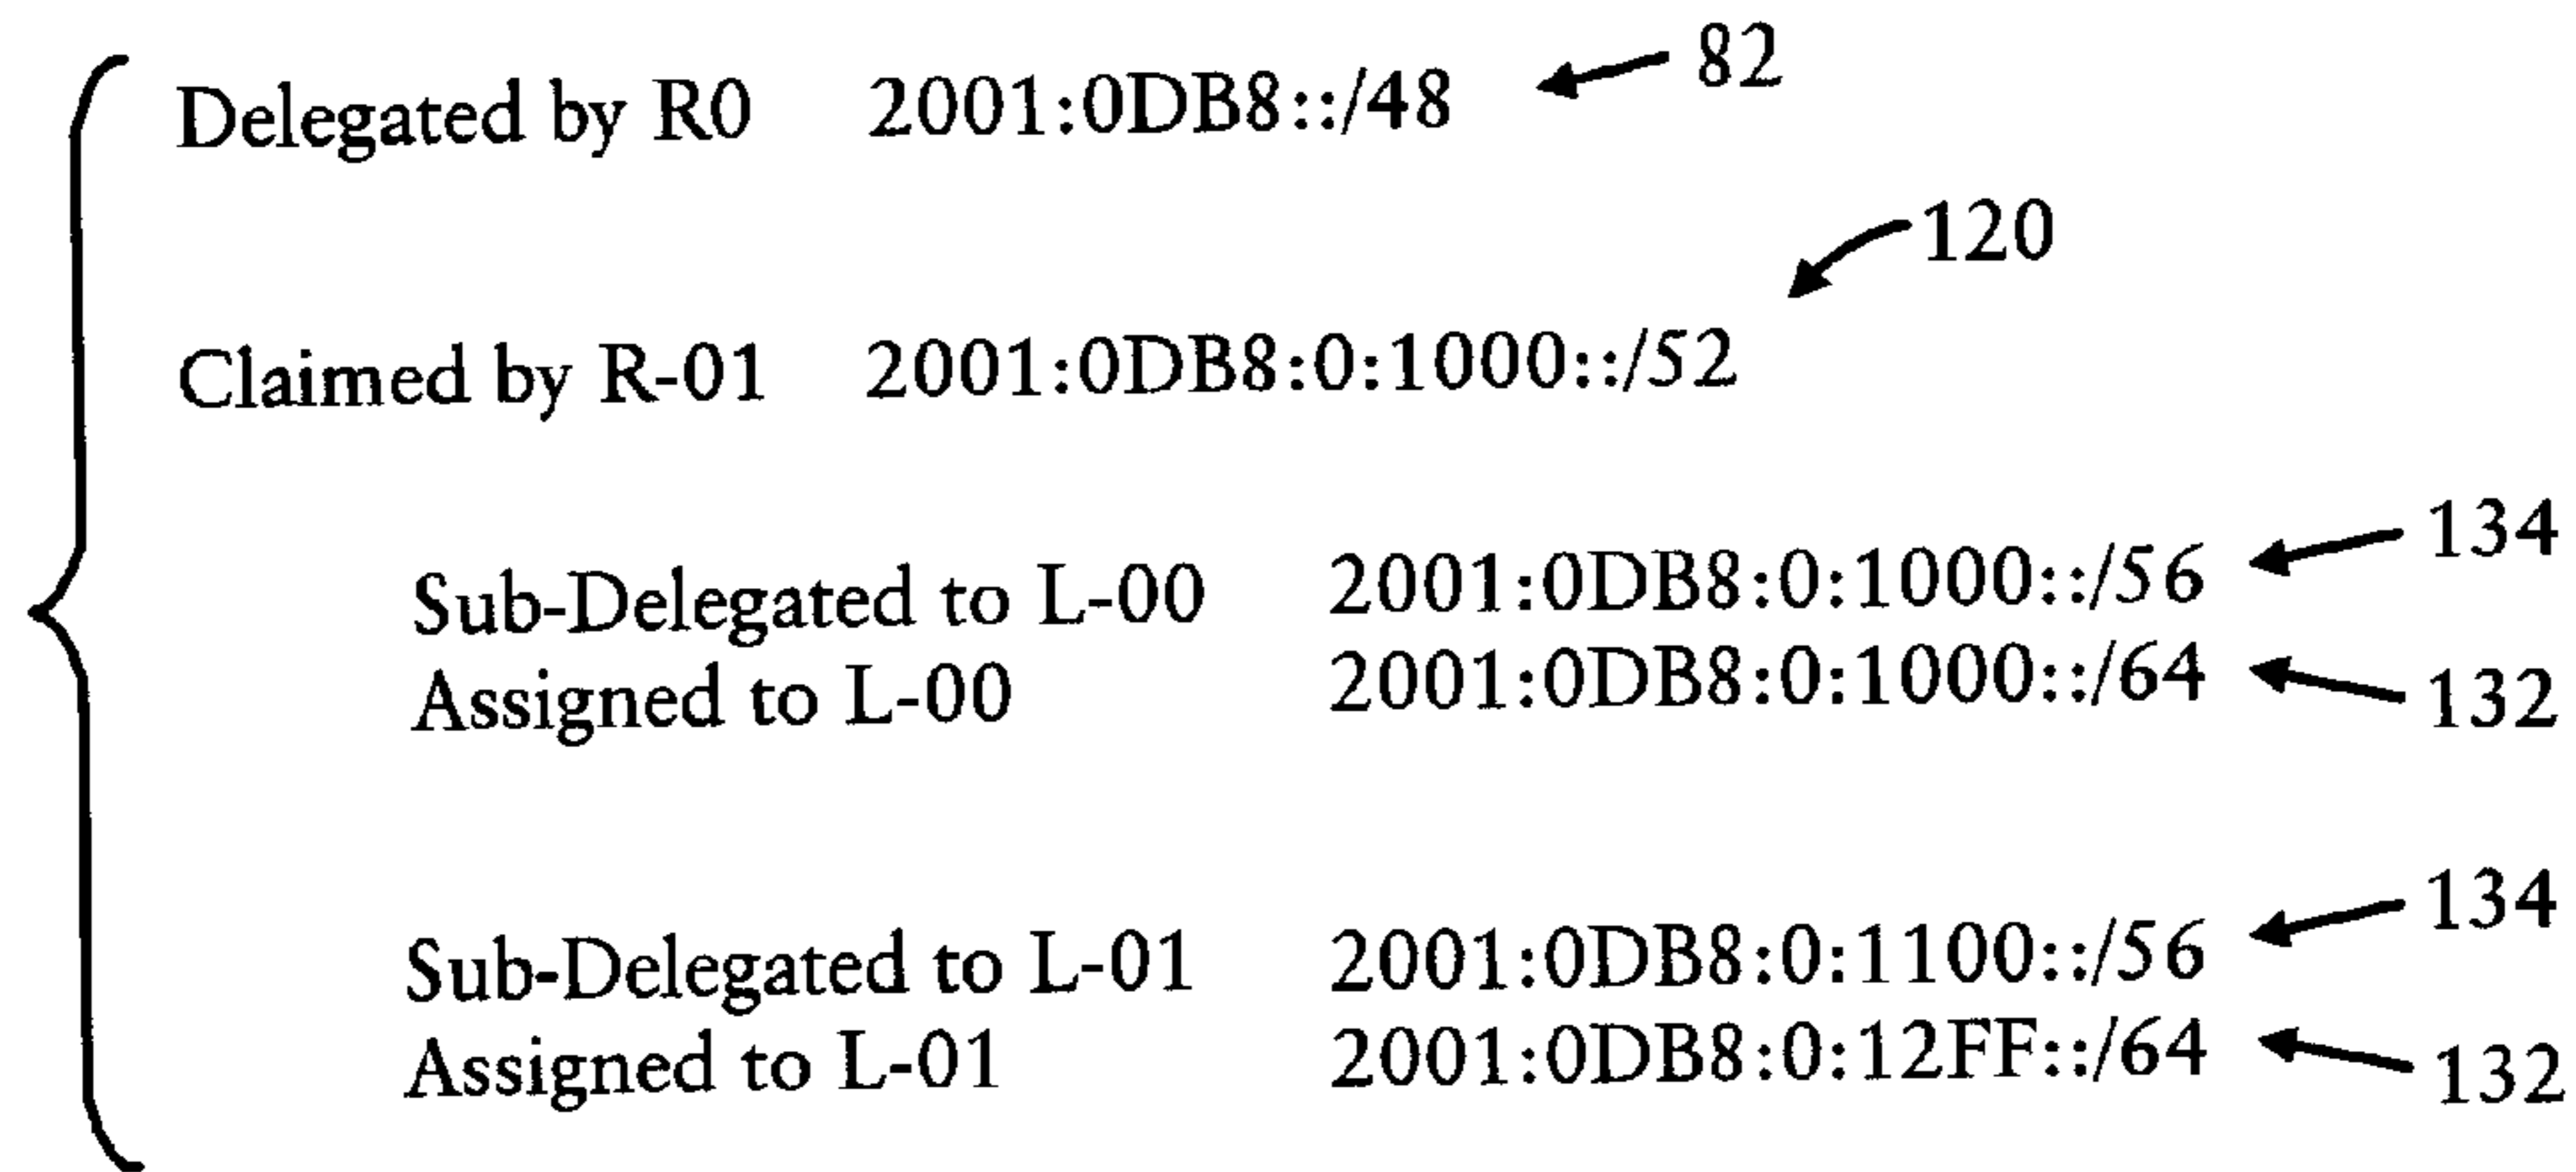 Delegated by R0 2001:0DB8::/48 82
120
Claimed by R-01 2001:0DB8:0:1000::/52
Sub-Delegated to L-00 2001:0DB8:0:1000::/56 134
Assigned to L-00 2001:0DB8:0:1000::/64 132
Sub-Delegated to L-01 2001:0DB8:0:1100::/56 134
Assigned to L-01 2001:0DB8:0:12FF::/64 132